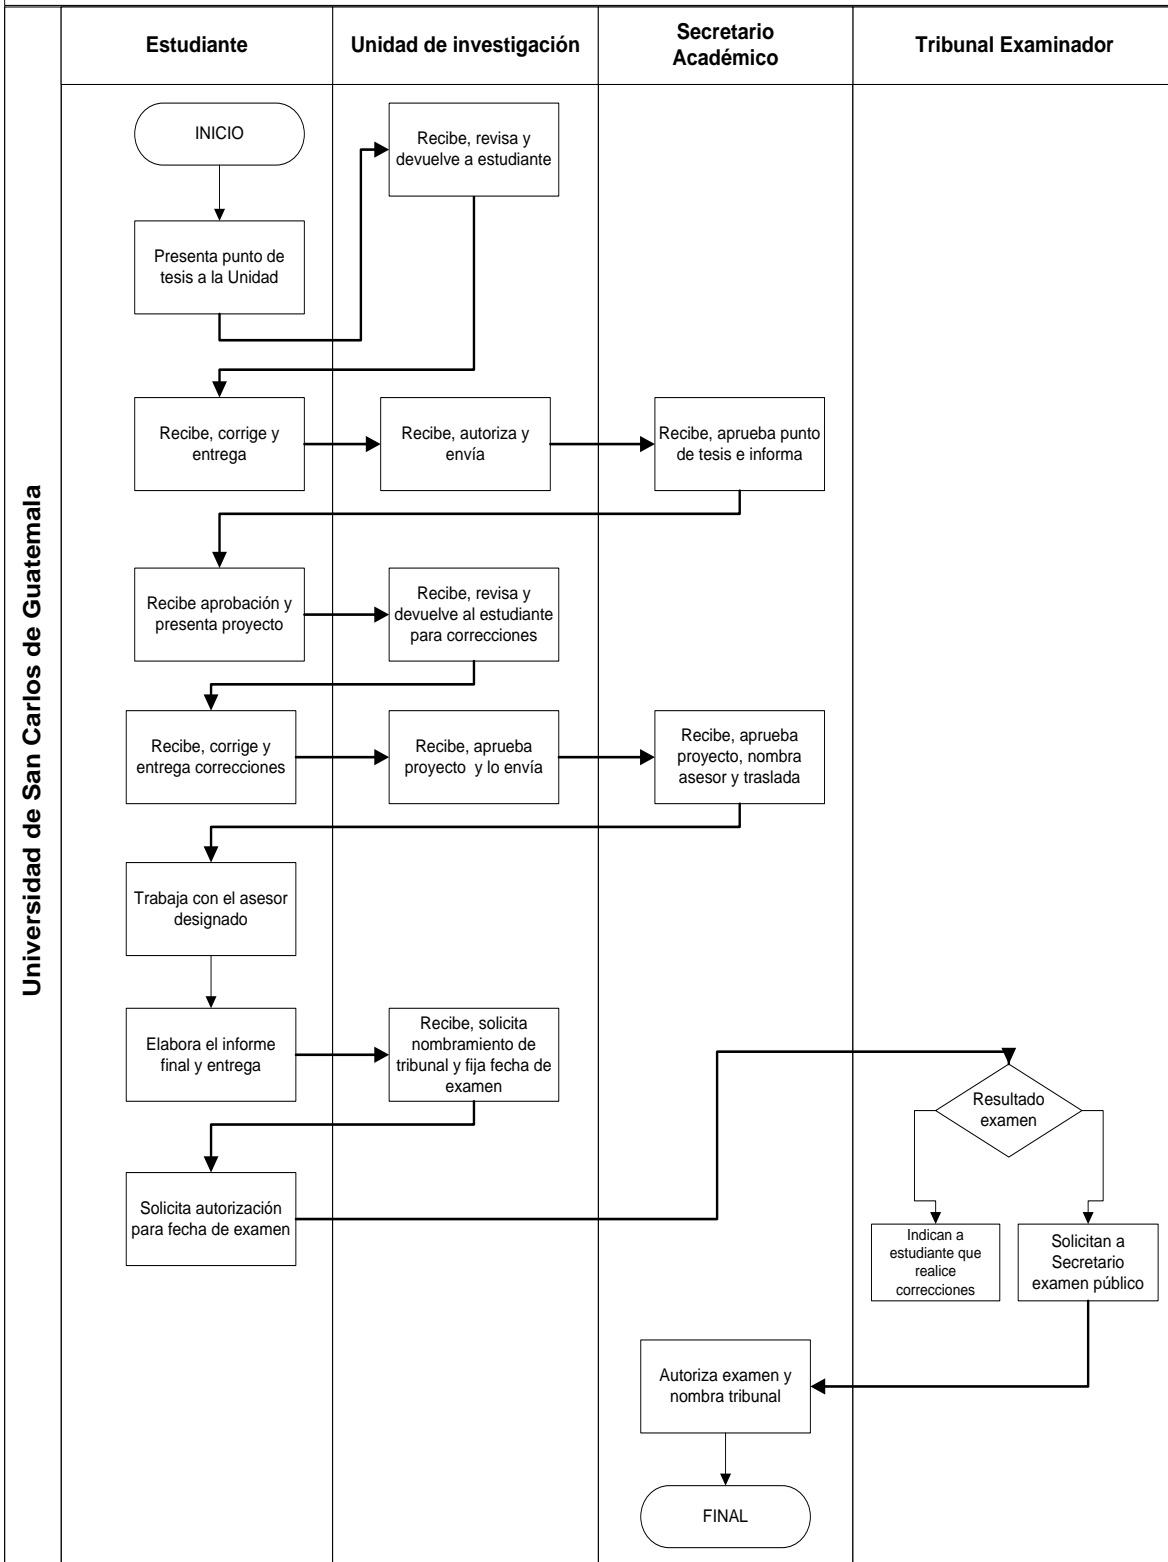 Universidad de San Carlos de Guatemala
Estudiante
Unidad de investigación
Secretario
Académico
Tribunal Examinador
INICIO
Recibe, revisa y
devuelve a estudiante
Presenta punto de
tesis a la Unidad
Recibe, corrige y
entrega
Recibe, autoriza y
envía
Recibe, aprueba punto
de tesis e informa
Recibe aprobación y
presenta proyecto
Recibe, revisa y
devuelve al estudiante
para correcciones
Recibe, corrige y
entrega correcciones
Recibe, aprueba
proyecto y lo envía
Recibe, aprueba
proyecto, nombra
asesor y traslada
Trabaja con el asesor
designado
Elabora el informe
final y entrega
Recibe, solicita
nombramiento de
tribunal y fija fecha de
examen
Resultado
examen
Solicita autorización
para fecha de examen
Indican a
estudiante que
realice
correcciones
Solicitan a
Secretario
examen público
Autoriza examen y
nombra tribunal
FINAL